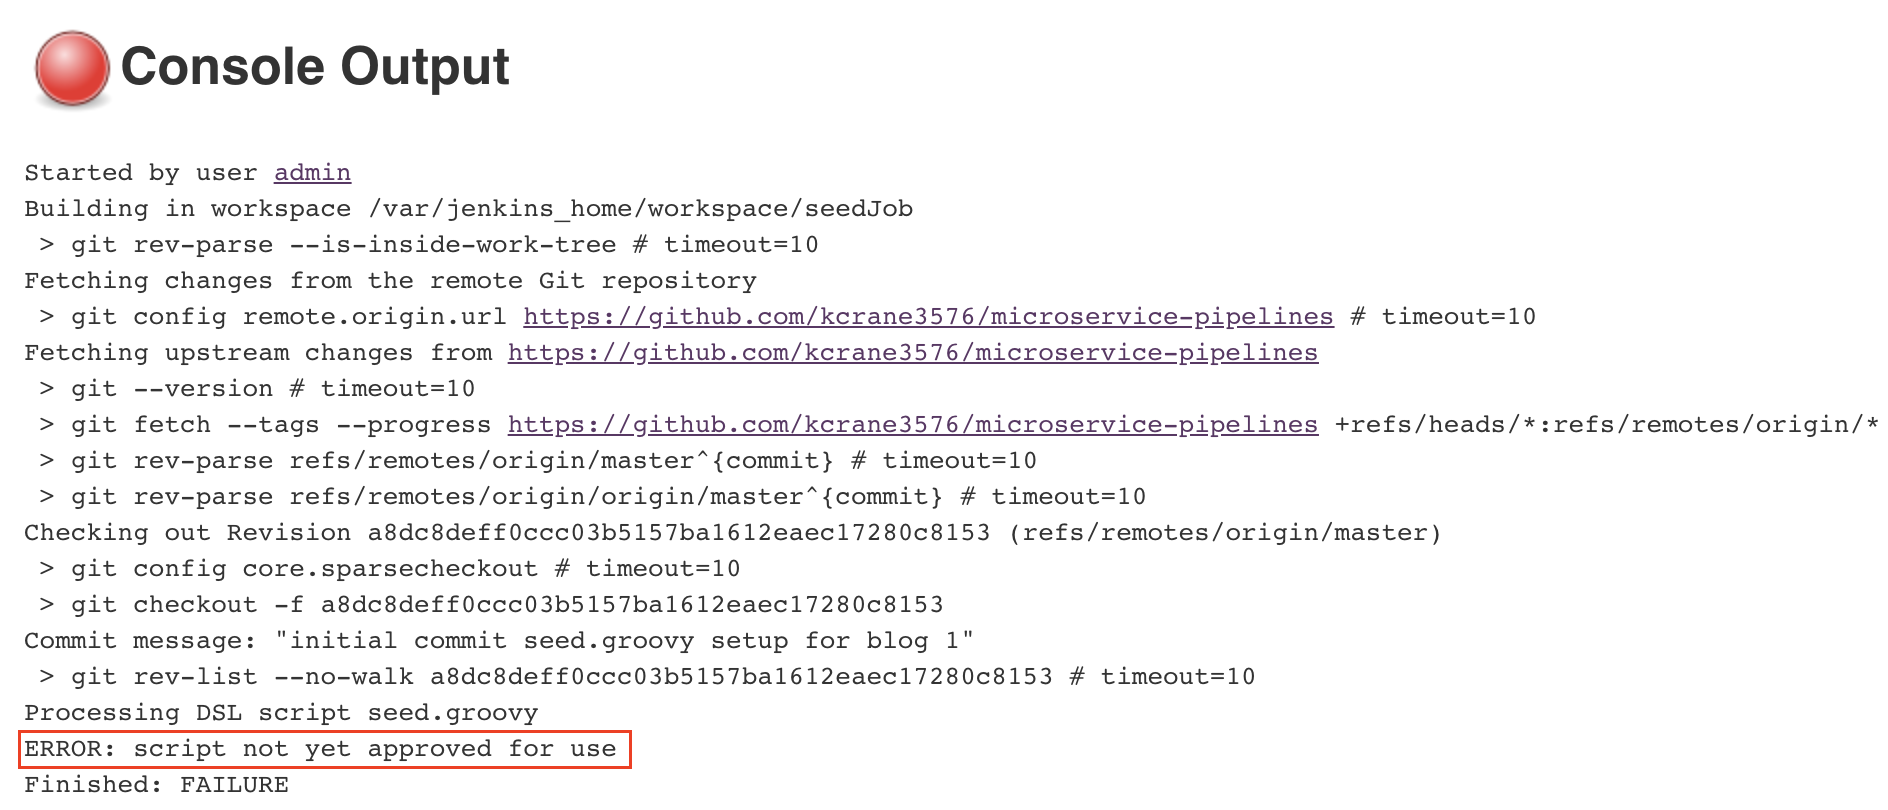 Console Output
Started by user admin
Building in workspace /var/jenkins_home/workspace/seedJob
 > git rev-parse --is-inside-work-tree # timeout=10
Fetching changes from the remote Git repository
 > git config remote.origin.url https://github.com/kcrane3576/microservice-pipelines # timeout=10
Fetching upstream changes from https://github.com/kcrane3576/microservice-pipelines
 > git --version # timeout=10
 > git fetch --tags --progress https://github.com/kcrane3576/microservice-pipelines +refs/heads/*:refs/remotes/origin/*
 > git rev-parse refs/remotes/origin/master^{commit} # timeout=10
 > git rev-parse refs/remotes/origin/origin/master^{commit} # timeout=10
Checking out Revision a8dc8deff0ccc03b5157ba1612eaec17280c8153 (refs/remotes/origin/master)
 > git config core.sparsecheckout # timeout=10
 > git checkout -f a8dc8deff0ccc03b5157ba1612eaec17280c8153
Commit message: "initial commit seed.groovy setup for blog 1"
 > git rev-list --no-walk a8dc8deff0ccc03b5157ba1612eaec17280c8153 # timeout=10
Processing DSL script seed.groovy
ERROR: script not yet approved for use
Finished: FAILURE